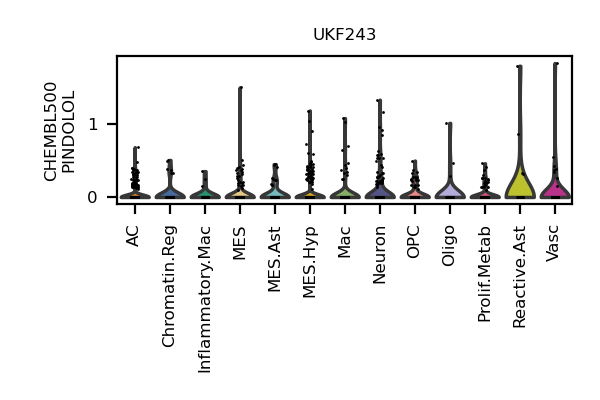 UKF243
CHEMBL500
PINDOLOL
1
0
AC
Chromatin.Reg
Inflammatory.Mac
MES
MES.Ast
MES.Hyp
Mac
Neuron
OPC
Oligo
Prolif.Metab
Reactive.Ast
Vasc